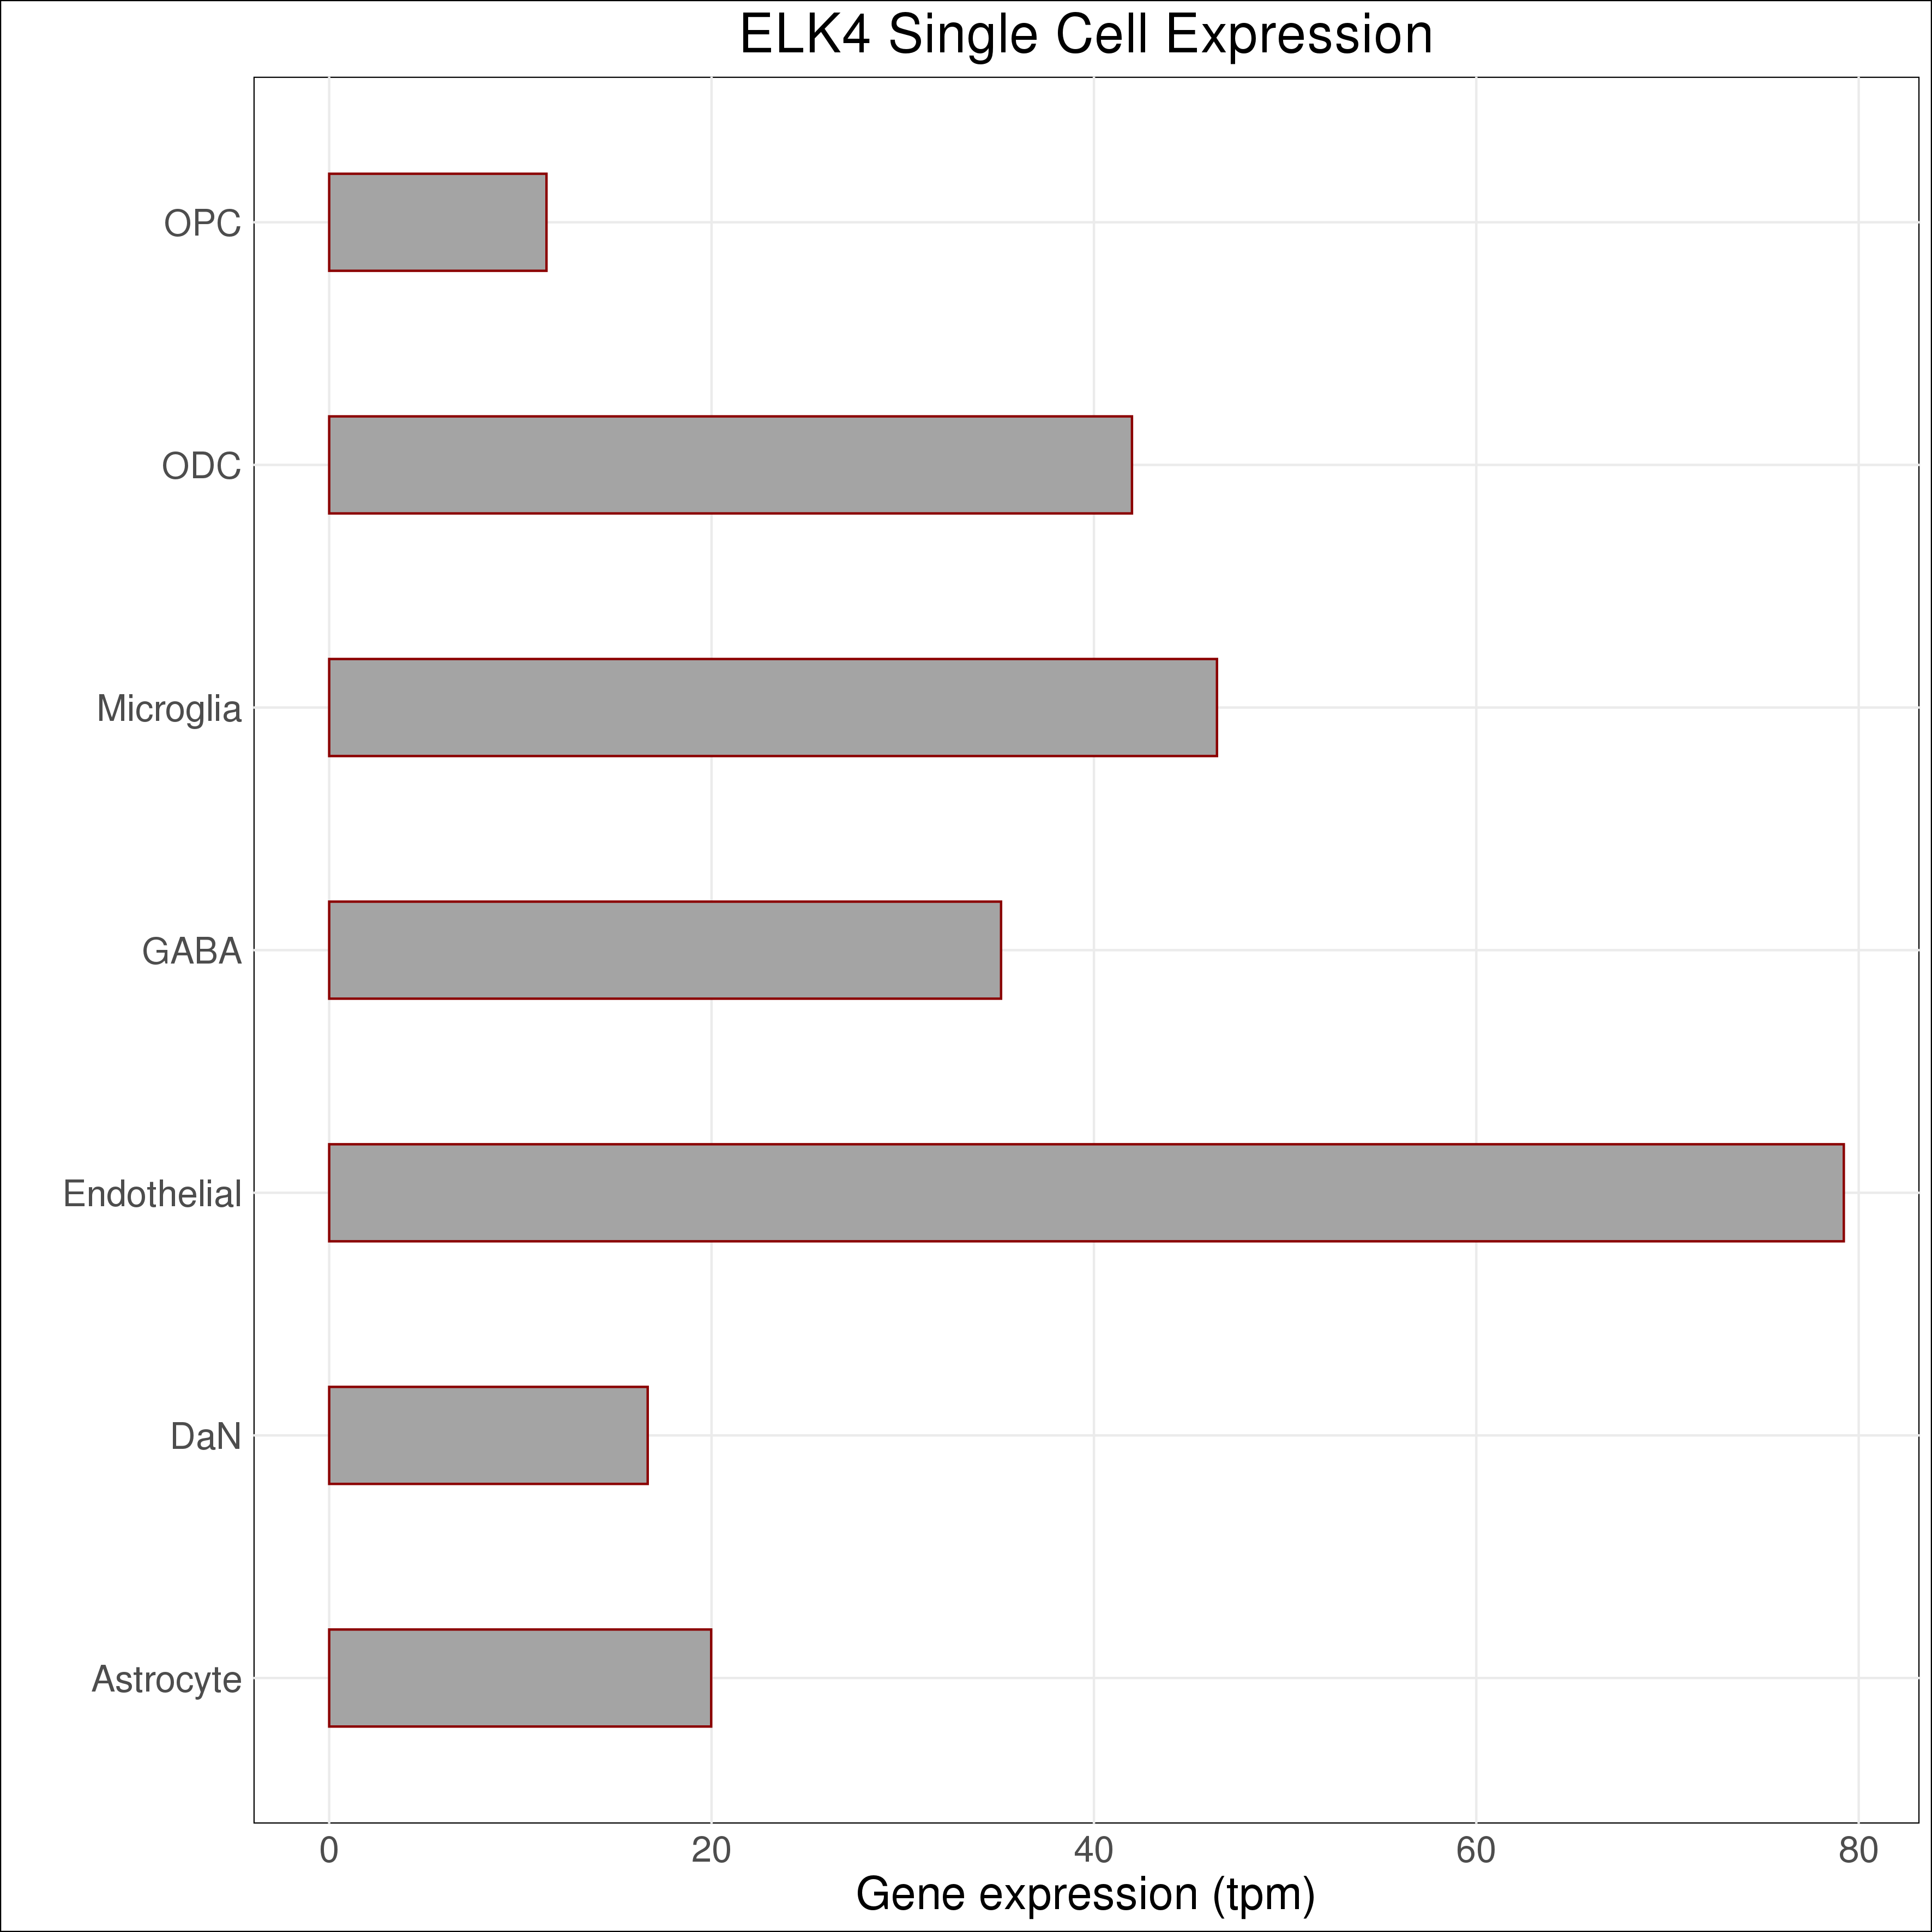 ELK4 Single Cell Expression
OPC
ODC
Microglia
GABA
Endothelial
DaN
Astrocyte
0 20 40 60 80
Gene expression (tpm)